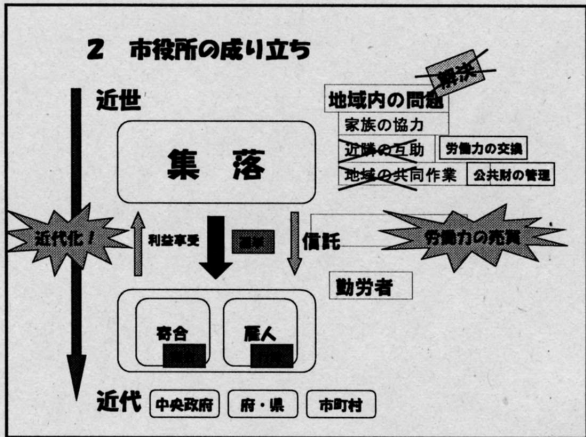 2 市役所の成り立ち
近世
地域内の問題
解決
家族の協力
近隣の互助
労働力の交換
地域の共同作業
公共財の管理
集 落
近代化!
利益享受
選挙
信託
労働力の売買
勤労者
寄合
雇人
近代
中央政府
府・県
市町村